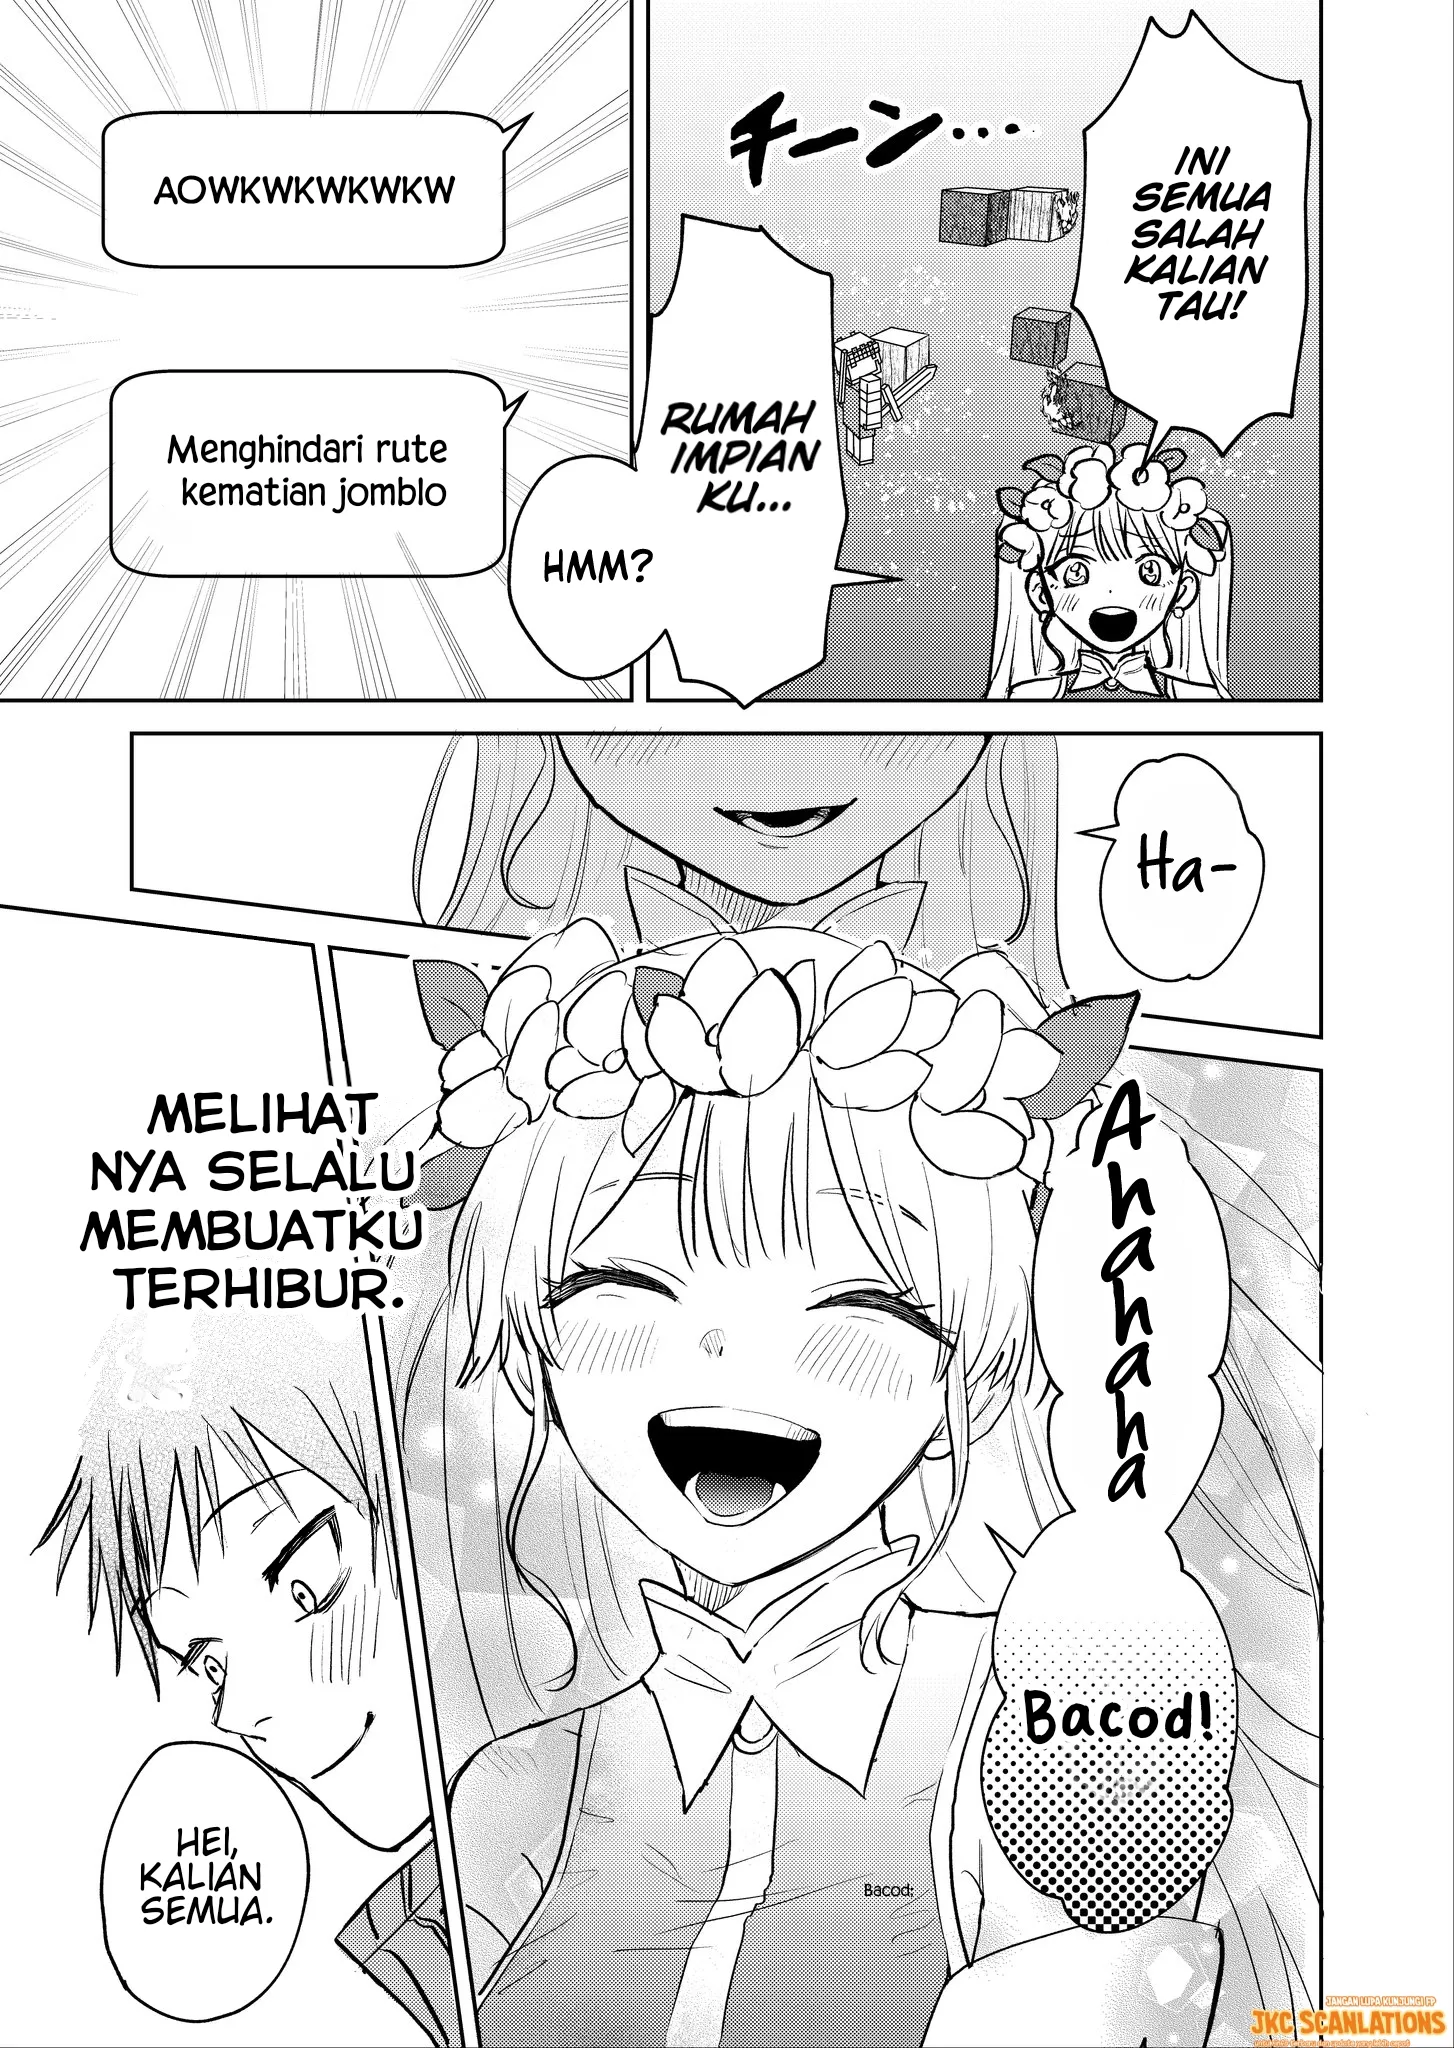 チーン…
INI
SEMUA
SALAH
KALIAN
TAU!
RUMAH
IMPIAN
KU...
HMM?
AOWKWKWKWKW
Menghindari rute
kematian jomblo
Ha-
Ahahahaha
Bacod!
Bacod;
MELIHAT
NYA SELALU
MEMBUATKU
TERHIBUR.
HEI,
KALIAN
SEMUA.
JANGAN LUPA KUNJUNGI FP
JKC SCANLATIONS